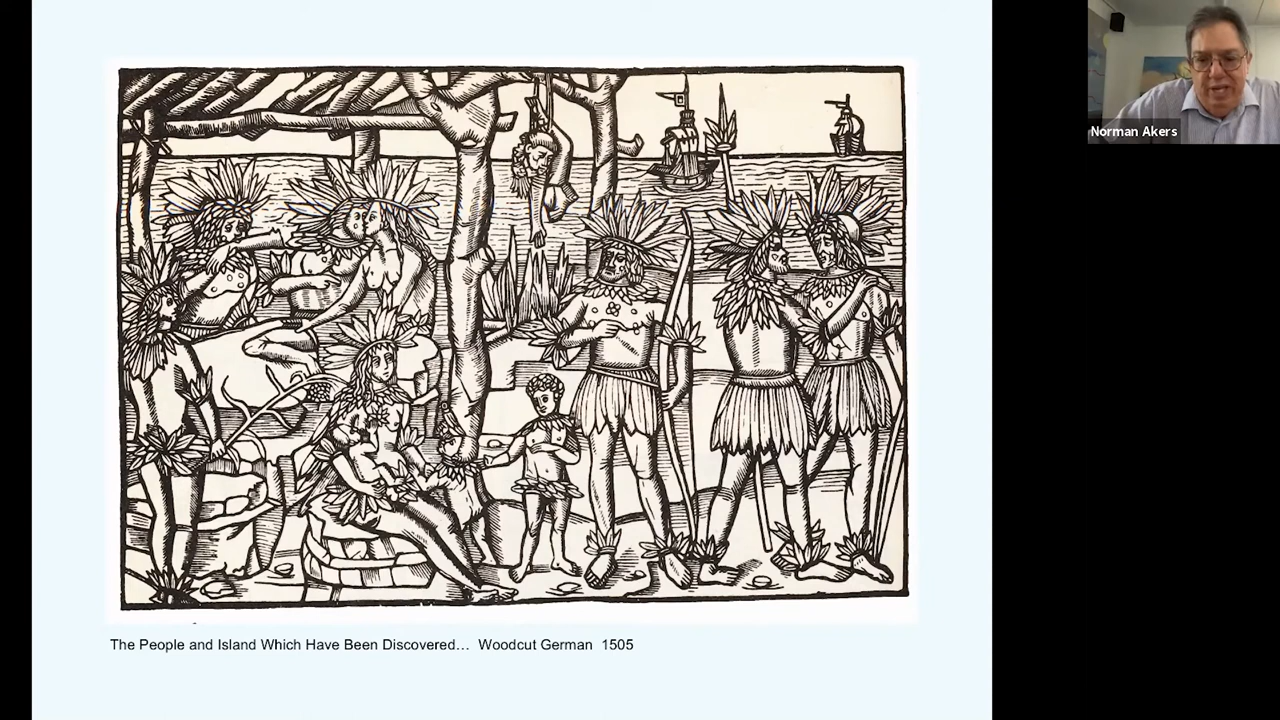 Norman Akers
The People and Island Which Have Been Discovered… Woodcut German 1505